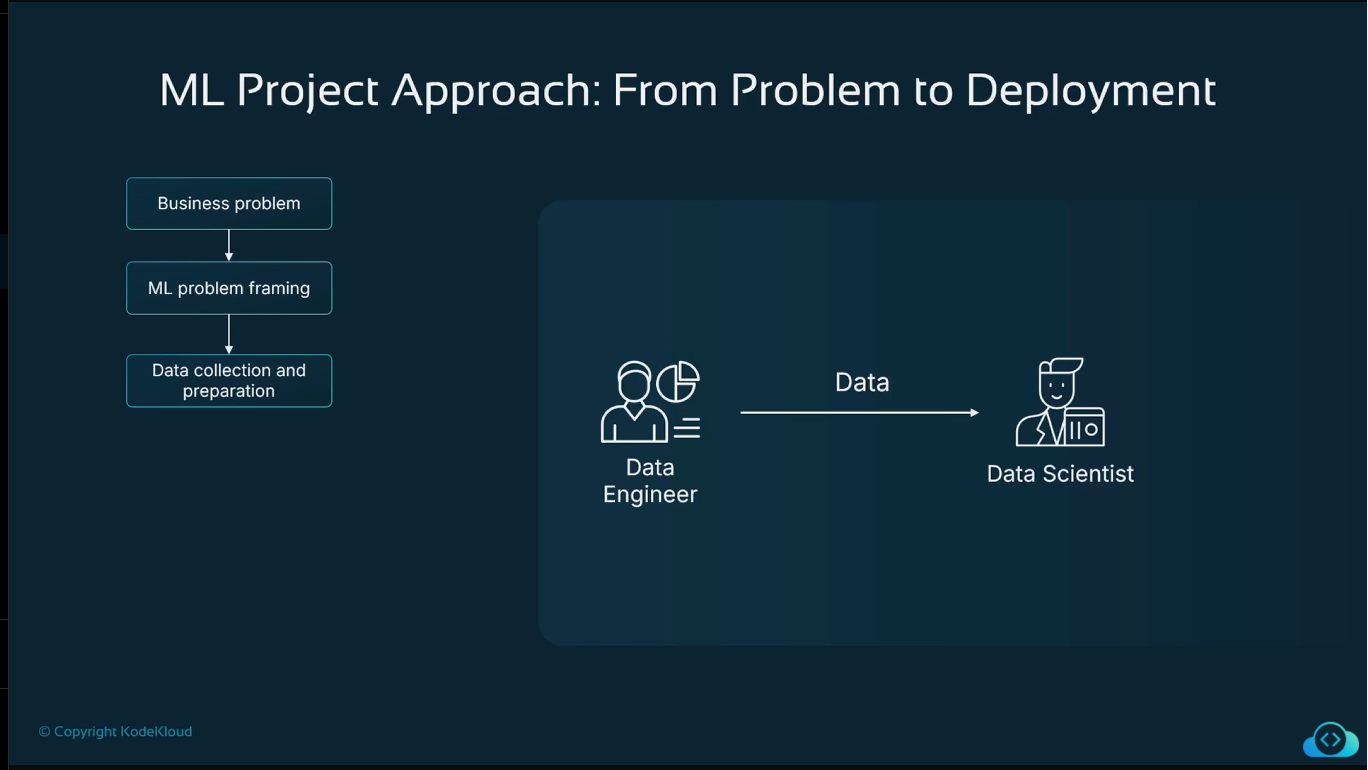 ML Project Approach: From Problem to Deployment
Business problem
ML problem framing
Data collection and
preparation
Data
Engineer
Data
Data Scientist
© Copyright KodeKloud